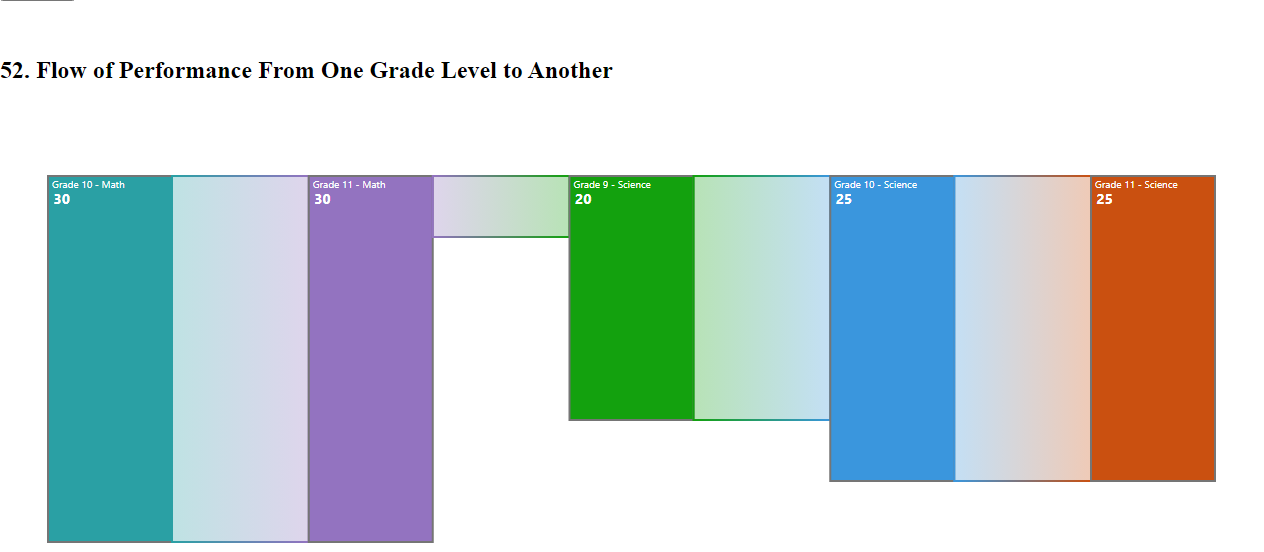 52. Flow of Performance From One Grade Level to Another
Grade 10 - Math
30
Grade 11 - Math
30
Grade 9 - Science
20
Grade 10 - Science
25
Grade 11 - Science
25